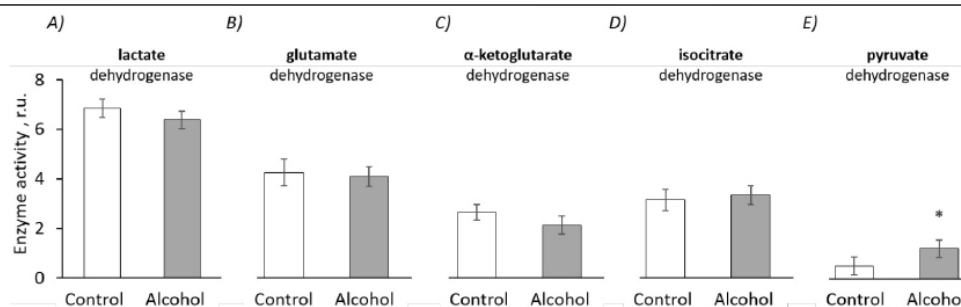 A) B) C) D) E)
lactate glutamate α-ketoglutarate isocitrate pyruvate
dehydrogenase dehydrogenase dehydrogenase dehydrogenase dehydrogenase
Enzyme activity , r.u.
8
6
4
2
0
*
Control Alcohol Control Alcohol Control Alcohol Control Alcohol Control Alcoho